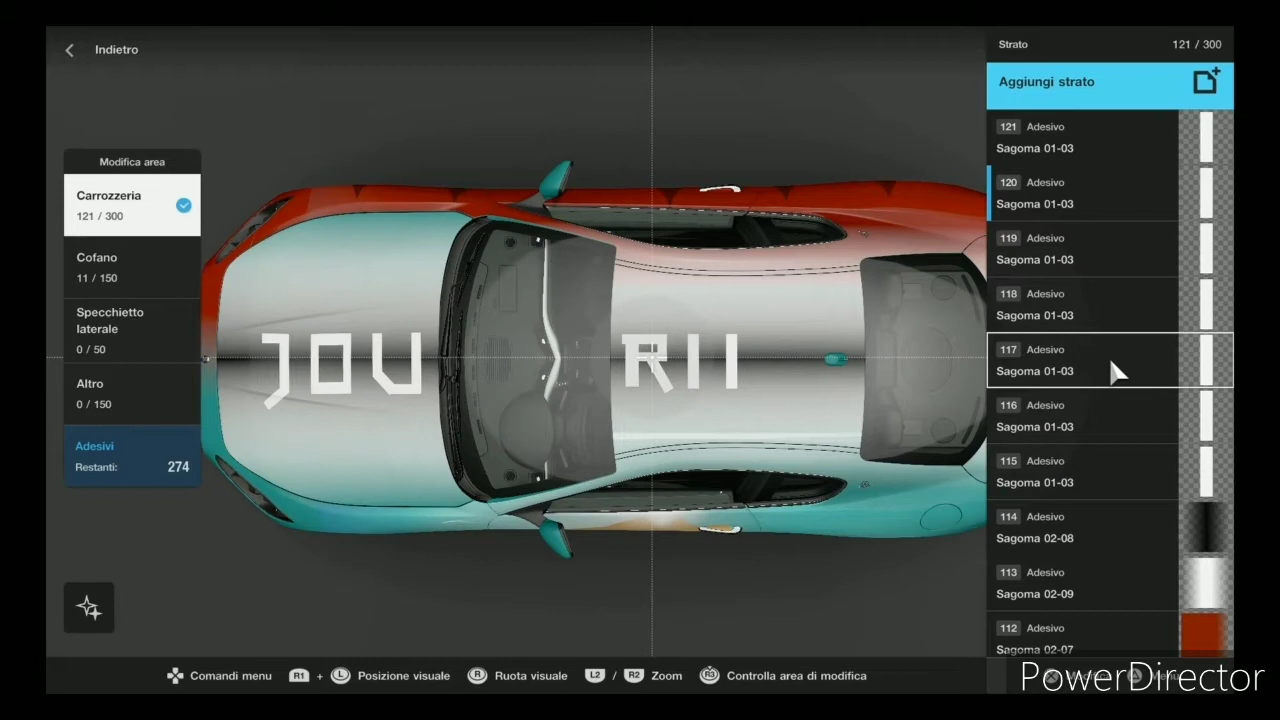 Indietro
Modifica area
Carrozzeria
121 / 300
Cofano
11 / 150
Specchietto
laterale
0 / 50
Altro
0 / 150
Adesivi
Restanti: 274
JOU RII
Strato 121 / 300
Aggiungi strato
121 Adesivo
Sagoma 01-03
120 Adesivo
Sagoma 01-03
119 Adesivo
Sagoma 01-03
118 Adesivo
Sagoma 01-03
117 Adesivo
Sagoma 01-03
116 Adesivo
Sagoma 01-03
115 Adesivo
Sagoma 01-03
114 Adesivo
Sagoma 02-08
113 Adesivo
Sagoma 02-09
112 Adesivo
Sagoma 02-07
Comandi menu R1 + L Posizione visuale R Ruota visuale L2 / R2 Zoom R3 Controlla area di modifica
PowerDirector